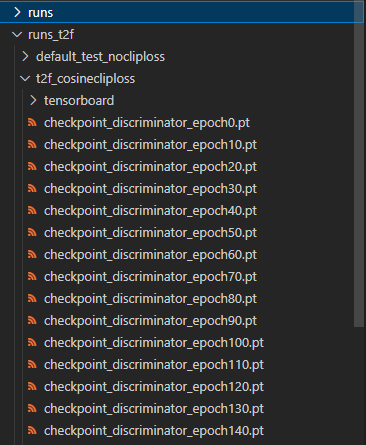 runs
runs_t2f
default_test_nocliploss
t2f_cosinecliploss
tensorboard
checkpoint_discriminator_epoch0.pt
checkpoint_discriminator_epoch10.pt
checkpoint_discriminator_epoch20.pt
checkpoint_discriminator_epoch30.pt
checkpoint_discriminator_epoch40.pt
checkpoint_discriminator_epoch50.pt
checkpoint_discriminator_epoch60.pt
checkpoint_discriminator_epoch70.pt
checkpoint_discriminator_epoch80.pt
checkpoint_discriminator_epoch90.pt
checkpoint_discriminator_epoch100.pt
checkpoint_discriminator_epoch110.pt
checkpoint_discriminator_epoch120.pt
checkpoint_discriminator_epoch130.pt
checkpoint_discriminator_epoch140.pt